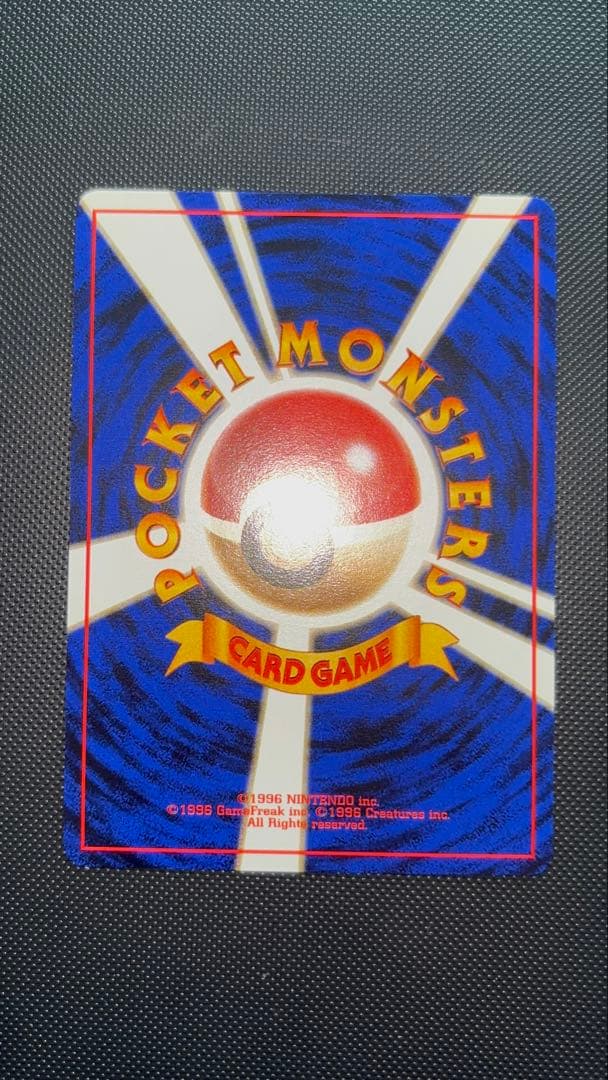 POCKET MONSTERS
CARD GAME
©1996 NINTENDO inc.
©1996 GameFreak inc. ©1996 Creatures inc.
All Rights reserved.